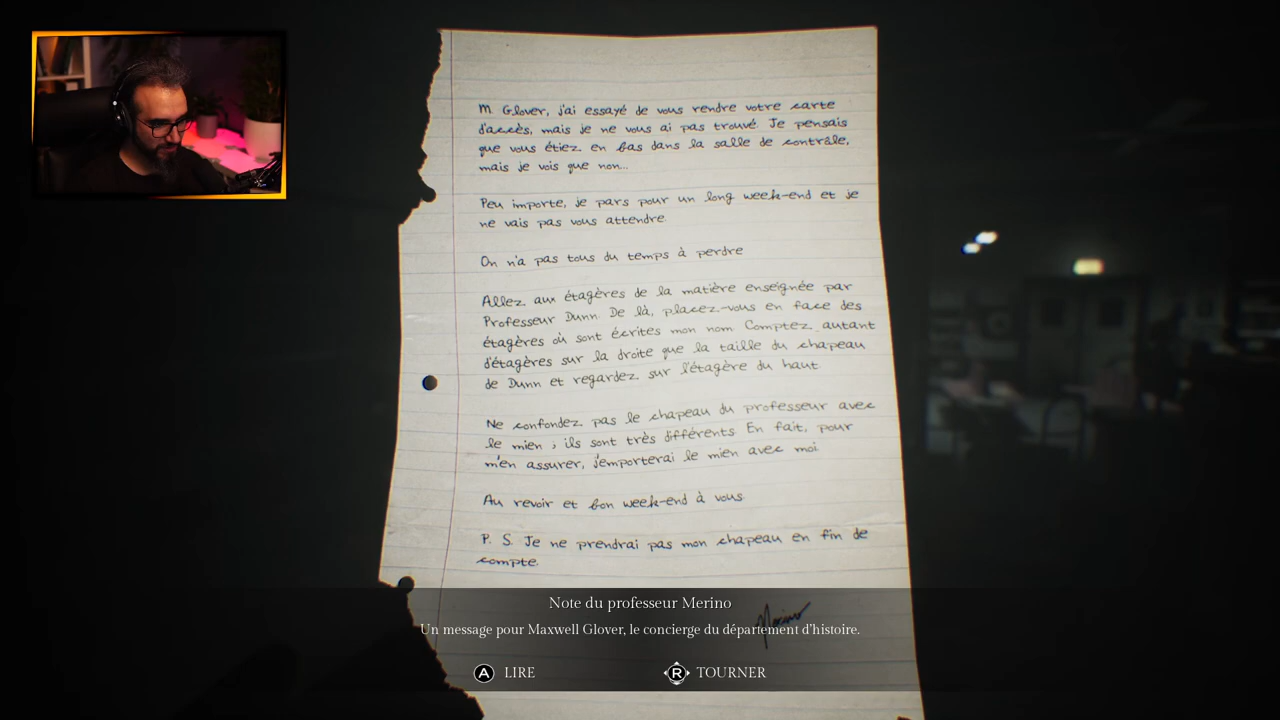 M. Glover, j'ai essayé de vous rendre votre carte
d'accès, mais je ne vous ai pas trouvé. Je pensais
que vous étiez en bas dans la salle de contrôle,
mais je vois que non...
Peu importe, je pars pour un long week-end et je
ne vais pas vous attendre.
On n'a pas tous du temps à perdre
Allez aux étagères de la matière enseignée par
Professeur Dunn. De là, placez-vous en face des
étagères où sont écrites mon nom. Comptez autant
d'étagères sur la droite que la taille du chapeau
de Dunn et regardez sur l'étagère du haut.
Ne confondez pas le chapeau du professeur avec
le mien ; ils sont très différents. En fait, pour
m'en assurer, j'emporterai le mien avec moi.
Au revoir et bon week-end à vous.
P. S. Je ne prendrai pas mon chapeau en fin de
compte.
Merino
Note du professeur Merino
Un message pour Maxwell Glover, le concierge du département d'histoire.
A LIRE
R TOURNER